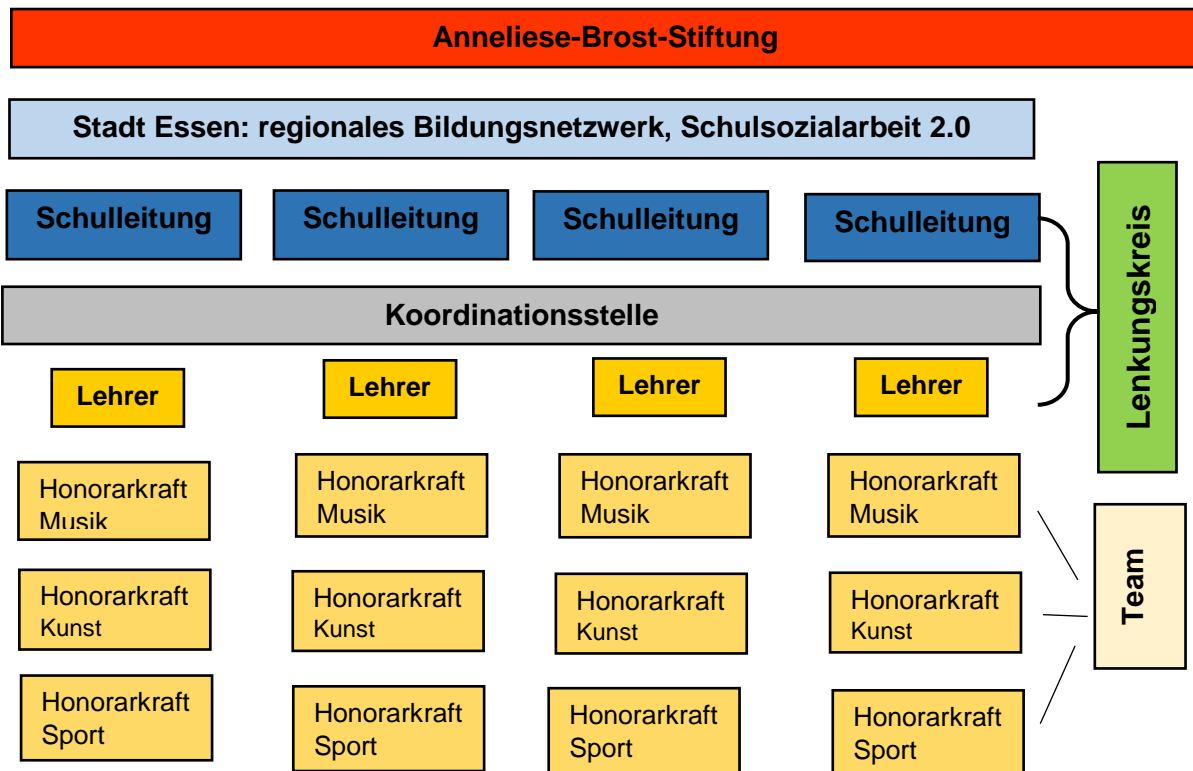 Anneliese-Brost-Stiftung
Stadt Essen: regionales Bildungsnetzwerk, Schulsozialarbeit 2.0
Schulleitung
Schulleitung
Schulleitung
Schulleitung
Koordinationsstelle
Lenkungskreis
Lehrer
Lehrer
Lehrer
Lehrer
Honorarkraft
Musik
Honorarkraft
Musik
Honorarkraft
Musik
Honorarkraft
Musik
Honorarkraft
Kunst
Honorarkraft
Kunst
Honorarkraft
Kunst
Honorarkraft
Kunst
Team
Honorarkraft
Sport
Honorarkraft
Sport
Honorarkraft
Sport
Honorarkraft
Sport